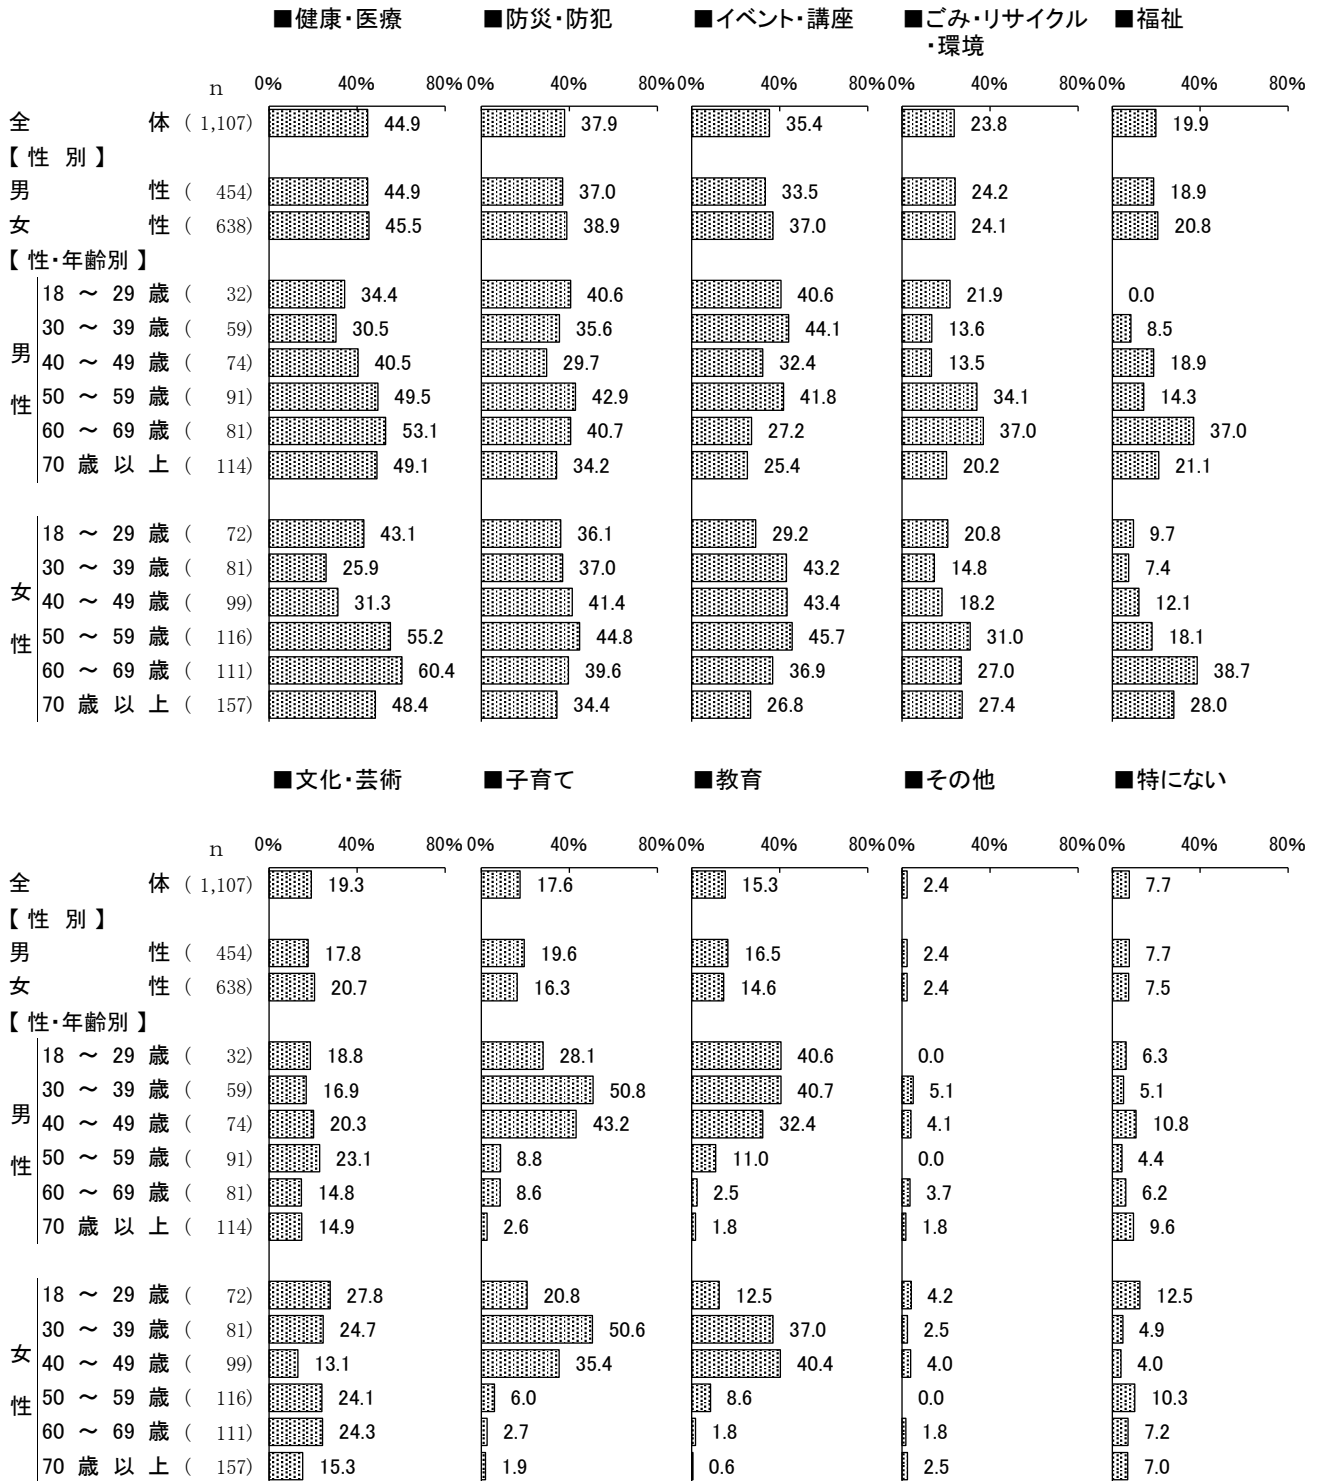 ■健康・医療 ■防災・防犯 ■イベント・講座 ■ごみ・リサイクル ■福祉
・環境
n 0% 40% 80% 0% 40% 80% 0% 40% 80% 0% 40% 80% 0% 40% 80%
全 体 ( 1,107) 44.9 37.9 35.4 23.8 19.9
【 性 別 】
男 性 ( 454) 44.9 37.0 33.5 24.2 18.9
女 性 ( 638) 45.5 38.9 37.0 24.1 20.8
【 性・年齢別 】
男性
18 ～ 29 歳 ( 32) 34.4 40.6 40.6 21.9 0.0
30 ～ 39 歳 ( 59) 30.5 35.6 44.1 13.6 8.5
40 ～ 49 歳 ( 74) 40.5 29.7 32.4 13.5 18.9
50 ～ 59 歳 ( 91) 49.5 42.9 41.8 34.1 14.3
60 ～ 69 歳 ( 81) 53.1 40.7 27.2 37.0 37.0
70 歳 以 上 ( 114) 49.1 34.2 25.4 20.2 21.1
女性
18 ～ 29 歳 ( 72) 43.1 36.1 29.2 20.8 9.7
30 ～ 39 歳 ( 81) 25.9 37.0 43.2 14.8 7.4
40 ～ 49 歳 ( 99) 31.3 41.4 43.4 18.2 12.1
50 ～ 59 歳 ( 116) 55.2 44.8 45.7 31.0 18.1
60 ～ 69 歳 ( 111) 60.4 39.6 36.9 27.0 38.7
70 歳 以 上 ( 157) 48.4 34.4 26.8 27.4 28.0
■文化・芸術 ■子育て ■教育 ■その他 ■特にない
n 0% 40% 80% 0% 40% 80% 0% 40% 80% 0% 40% 80% 0% 40% 80%
全 体 ( 1,107) 19.3 17.6 15.3 2.4 7.7
【 性 別 】
男 性 ( 454) 17.8 19.6 16.5 2.4 7.7
女 性 ( 638) 20.7 16.3 14.6 2.4 7.5
【 性・年齢別 】
男性
18 ～ 29 歳 ( 32) 18.8 28.1 40.6 0.0 6.3
30 ～ 39 歳 ( 59) 16.9 50.8 40.7 5.1 5.1
40 ～ 49 歳 ( 74) 20.3 43.2 32.4 4.1 10.8
50 ～ 59 歳 ( 91) 23.1 8.8 11.0 0.0 4.4
60 ～ 69 歳 ( 81) 14.8 8.6 2.5 3.7 6.2
70 歳 以 上 ( 114) 14.9 2.6 1.8 1.8 9.6
女性
18 ～ 29 歳 ( 72) 27.8 20.8 12.5 4.2 12.5
30 ～ 39 歳 ( 81) 24.7 50.6 37.0 2.5 4.9
40 ～ 49 歳 ( 99) 13.1 35.4 40.4 4.0 4.0
50 ～ 59 歳 ( 116) 24.1 6.0 8.6 0.0 10.3
60 ～ 69 歳 ( 111) 24.3 2.7 1.8 1.8 7.2
70 歳 以 上 ( 157) 15.3 1.9 0.6 2.5 7.0